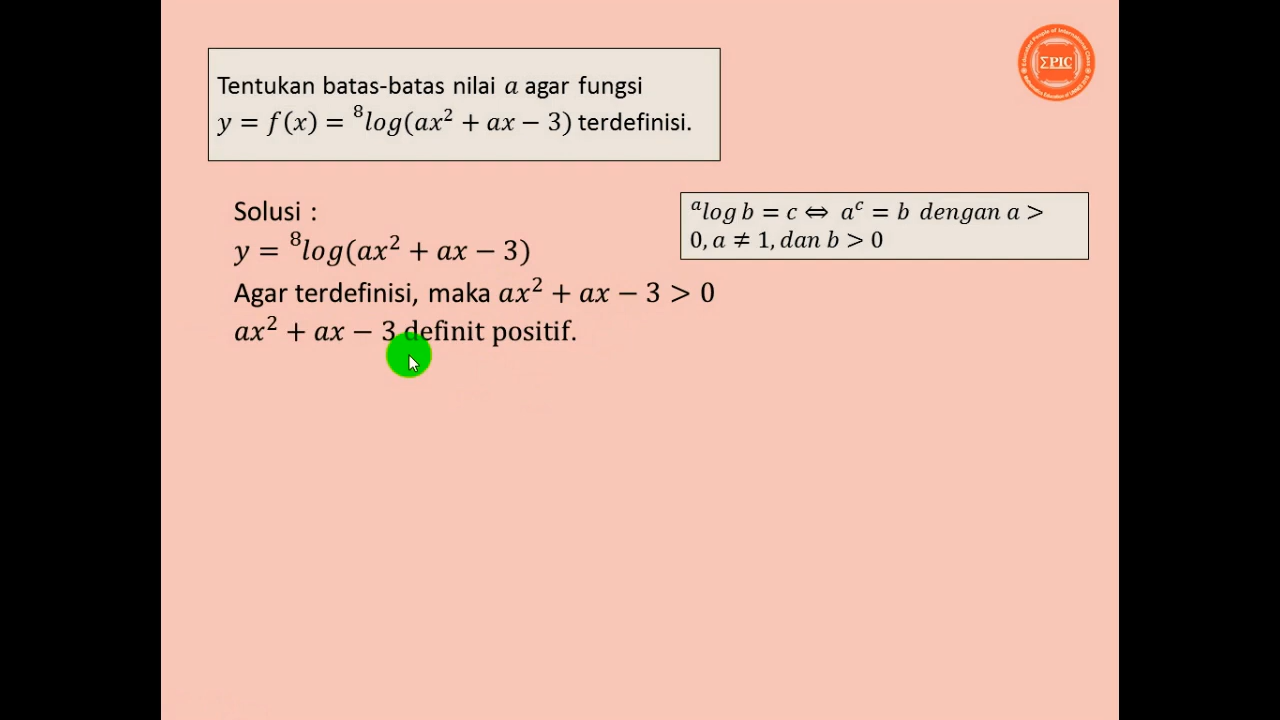 Tentukan batas-batas nilai a agar fungsi
y = f(x) = ⁸log(ax² + ax − 3) terdefinisi.
ΣPIC
Solusi :
y = ⁸log(ax² + ax − 3)
Agar terdefinisi, maka ax² + ax − 3 > 0
ax² + ax − 3 definit positif.
ᵃlog b = c ⇔ aᶜ = b dengan a >
0, a ≠ 1, dan b > 0